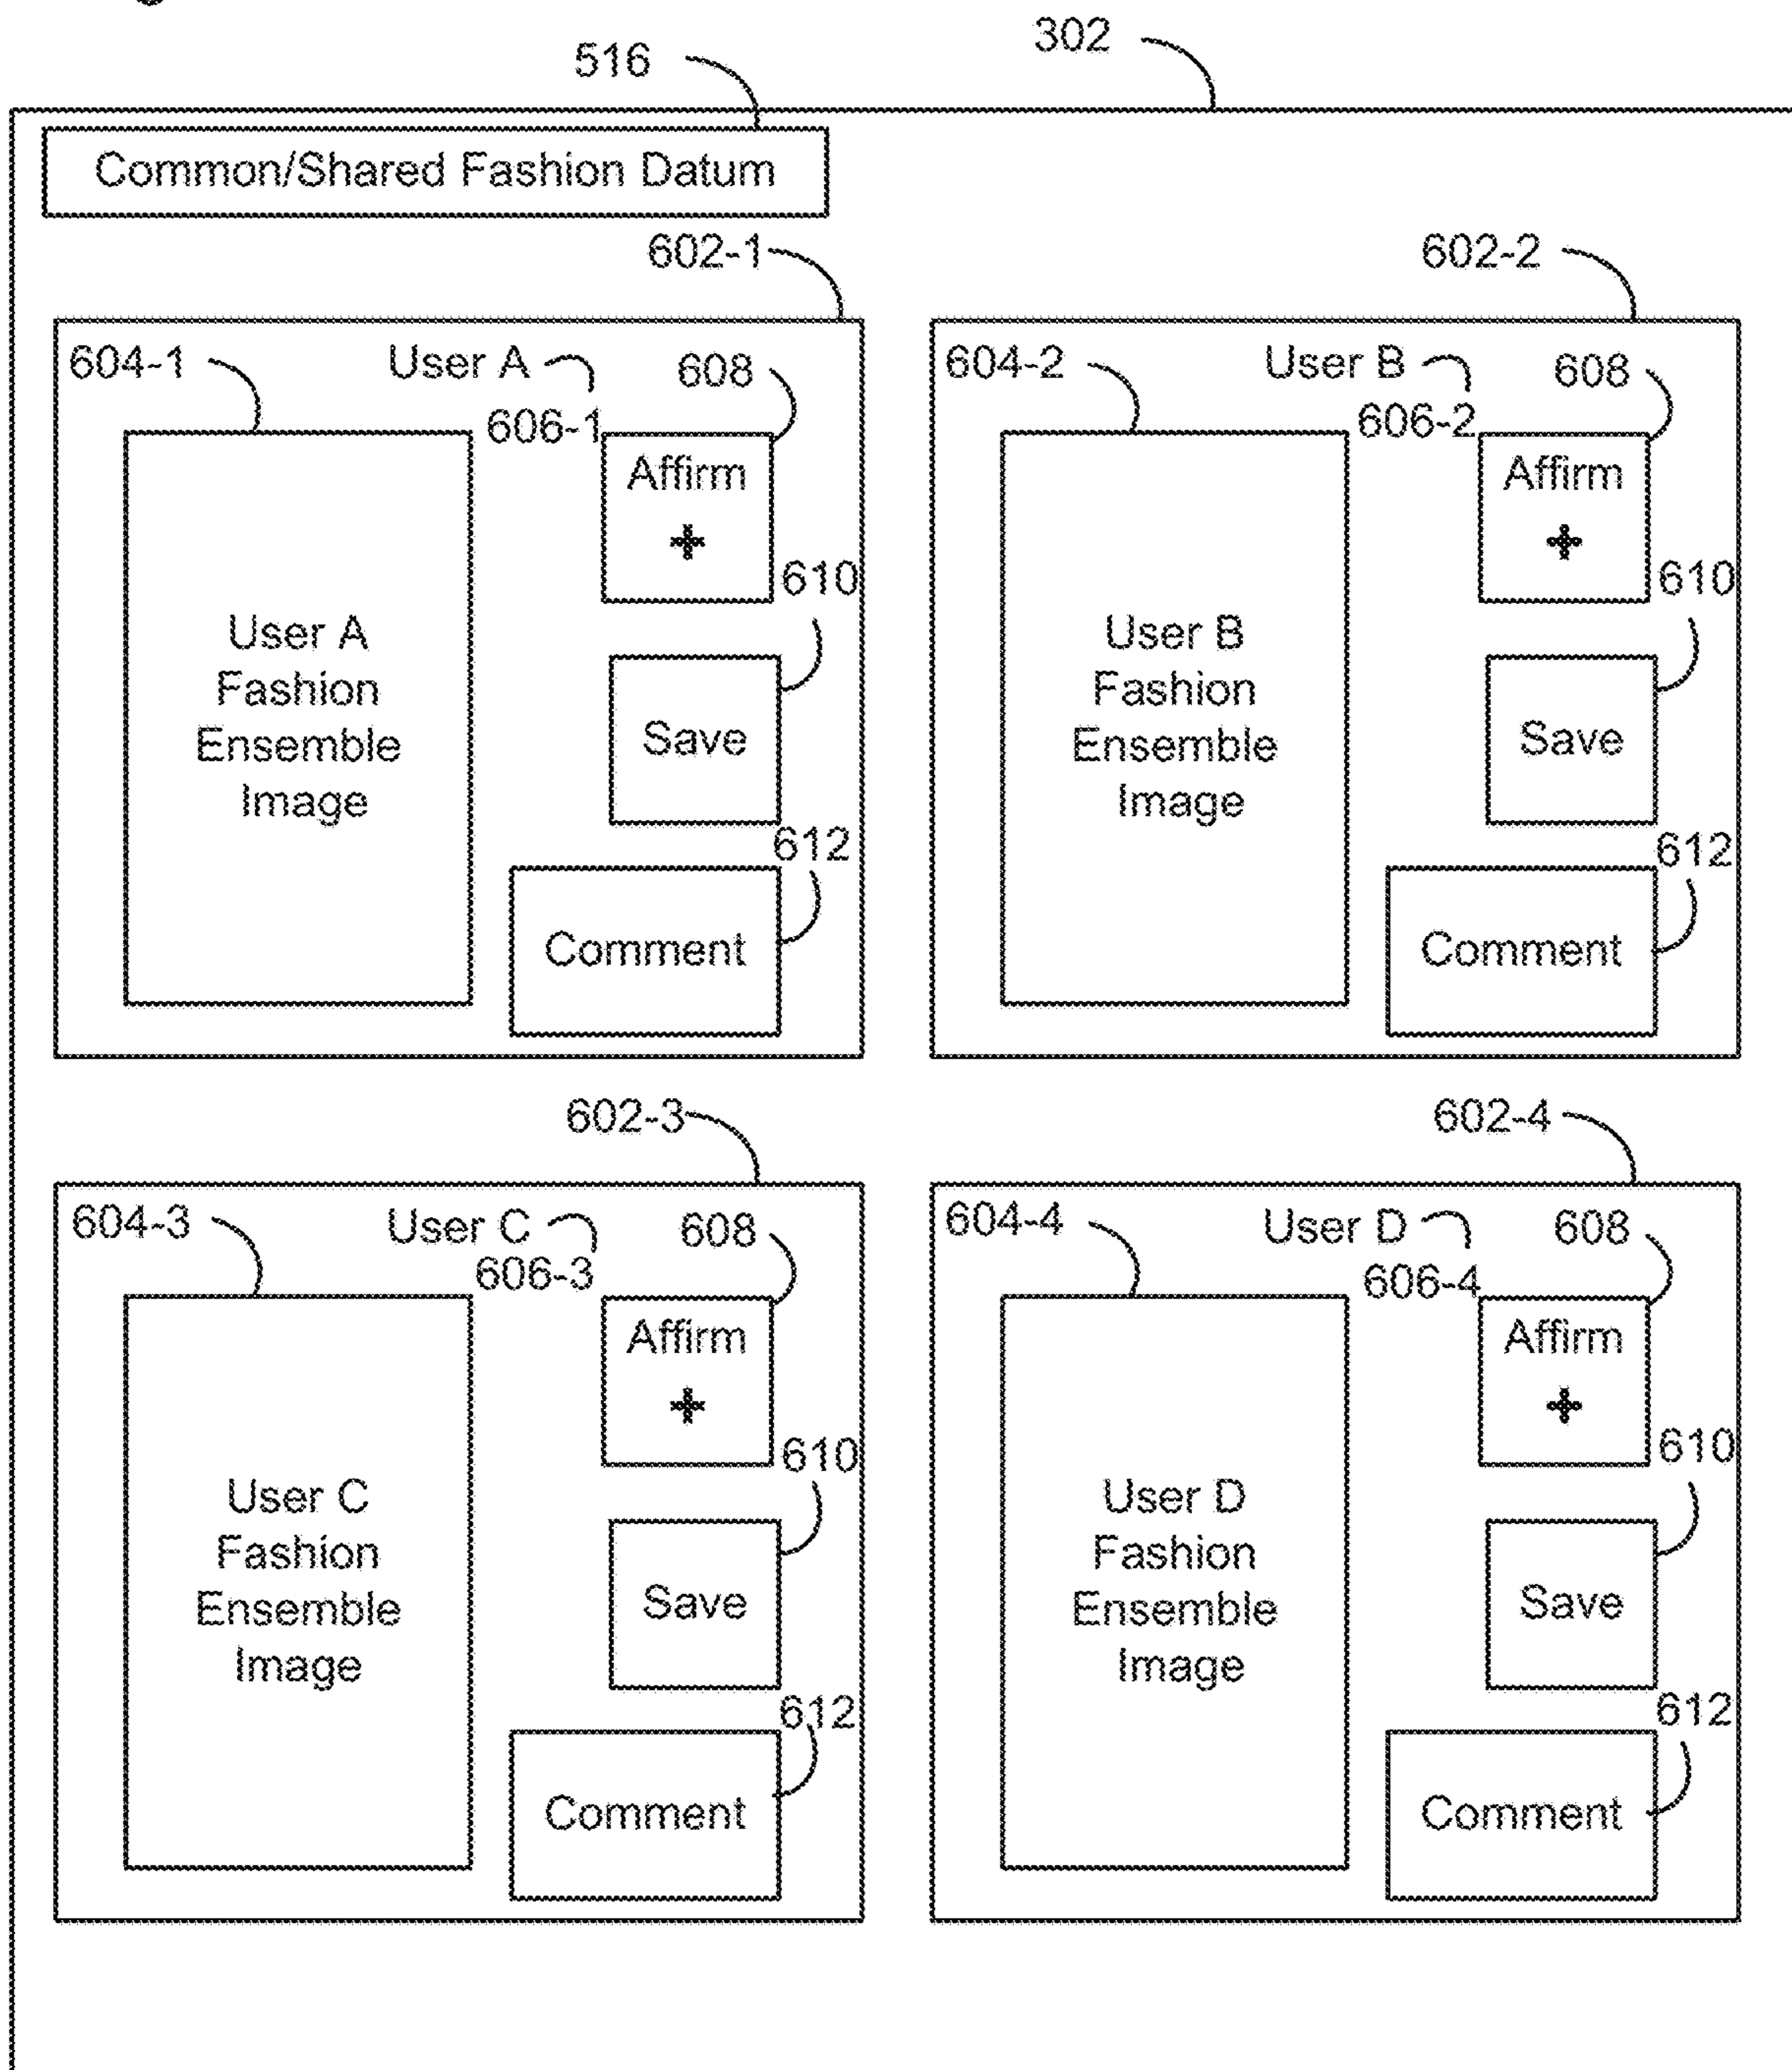 302
516
Common/Shared Fashion Datum
602-1
602-2
604-1
User A
608
606-1
Affirm
+
610
User A
Fashion
Ensemble
Image
Save
612
Comment
604-2
User B
608
606-2
Affirm
+
610
User B
Fashion
Ensemble
Image
Save
612
Comment
602-3
602-4
604-3
User C
608
606-3
Affirm
+
610
User C
Fashion
Ensemble
Image
Save
612
Comment
604-4
User D
608
606-4
Affirm
+
610
User D
Fashion
Ensemble
Image
Save
612
Comment